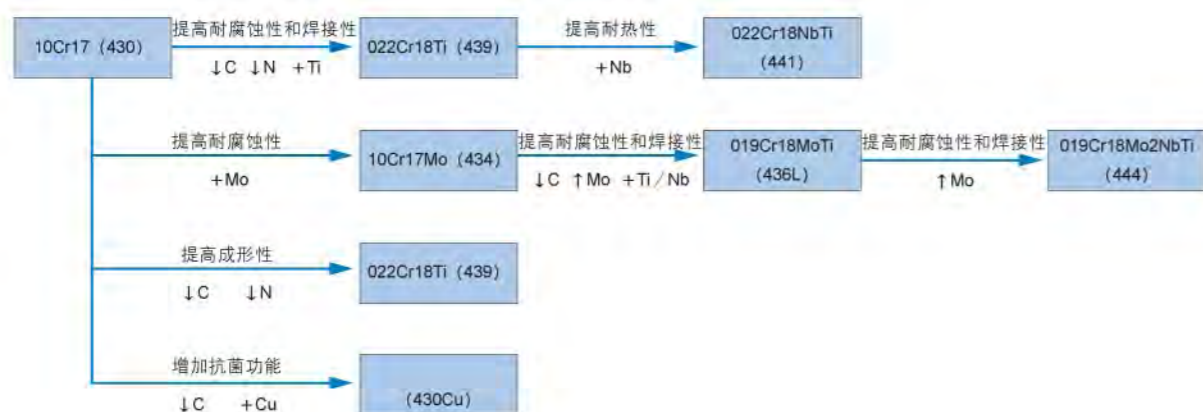 10Cr17（430）
提高耐腐蚀性和焊接性
↓C ↓N +Ti
022Cr18Ti（439）
提高耐热性
+Nb
022Cr18NbTi
（441）
提高耐腐蚀性
+Mo
10Cr17Mo（434）
提高耐腐蚀性和焊接性
↓C ↑Mo +Ti／Nb
019Cr18MoTi
（436L）
提高耐腐蚀性和焊接性
↑Mo
019Cr18Mo2NbTi
（444）
提高成形性
↓C ↓N
022Cr18Ti（439）
增加抗菌功能
↓C +Cu
（430Cu）